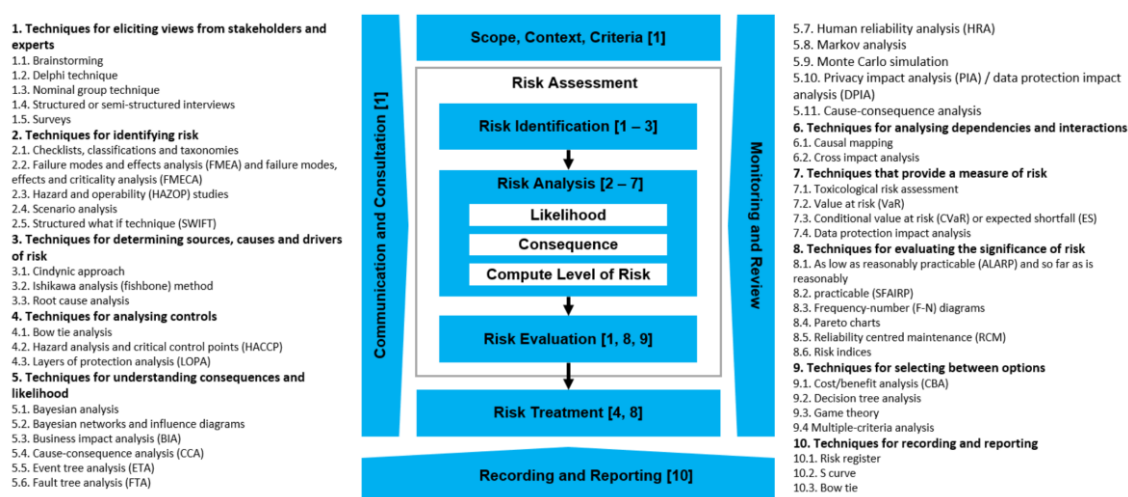 1. Techniques for eliciting views from stakeholders and
experts
1.1. Brainstorming
1.2. Delphi technique
1.3. Nominal group technique
1.4. Structured or semi-structured interviews
1.5. Surveys
2. Techniques for identifying risk
2.1. Checklists, classifications and taxonomies
2.2. Failure modes and effects analysis (FMEA) and failure modes,
effects and criticality analysis (FMECA)
2.3. Hazard and operability (HAZOP) studies
2.4. Scenario analysis
2.5. Structured what if technique (SWIFT)
3. Techniques for determining sources, causes and drivers
of risk
3.1. Cindynic approach
3.2. Ishikawa analysis (fishbone) method
3.3. Root cause analysis
4. Techniques for analysing controls
4.1. Bow tie analysis
4.2. Hazard analysis and critical control points (HACCP)
4.3. Layers of protection analysis (LOPA)
5. Techniques for understanding consequences and
likelihood
5.1. Bayesian analysis
5.2. Bayesian networks and influence diagrams
5.3. Business impact analysis (BIA)
5.4. Cause-consequence analysis (CCA)
5.5. Event tree analysis (ETA)
5.6. Fault tree analysis (FTA)
Communication and Consultation [1]
Scope, Context, Criteria [1]
Risk Assessment
Risk Identification [1 – 3]
Risk Analysis [2 – 7]
Likelihood
Consequence
Compute Level of Risk
Risk Evaluation [1, 8, 9]
Risk Treatment [4, 8]
Recording and Reporting [10]
Monitoring and Review
5.7. Human reliability analysis (HRA)
5.8. Markov analysis
5.9. Monte Carlo simulation
5.10. Privacy impact analysis (PIA) / data protection impact
analysis (DPIA)
5.11. Cause-consequence analysis
6. Techniques for analysing dependencies and interactions
6.1. Causal mapping
6.2. Cross impact analysis
7. Techniques that provide a measure of risk
7.1. Toxicological risk assessment
7.2. Value at risk (VaR)
7.3. Conditional value at risk (CVaR) or expected shortfall (ES)
7.4. Data protection impact analysis
8. Techniques for evaluating the significance of risk
8.1. As low as reasonably practicable (ALARP) and so far as is
reasonably
8.2. practicable (SFAIRP)
8.3. Frequency-number (F-N) diagrams
8.4. Pareto charts
8.5. Reliability centred maintenance (RCM)
8.6. Risk indices
9. Techniques for selecting between options
9.1. Cost/benefit analysis (CBA)
9.2. Decision tree analysis
9.3. Game theory
9.4 Multiple-criteria analysis
10. Techniques for recording and reporting
10.1. Risk register
10.2. S curve
10.3. Bow tie